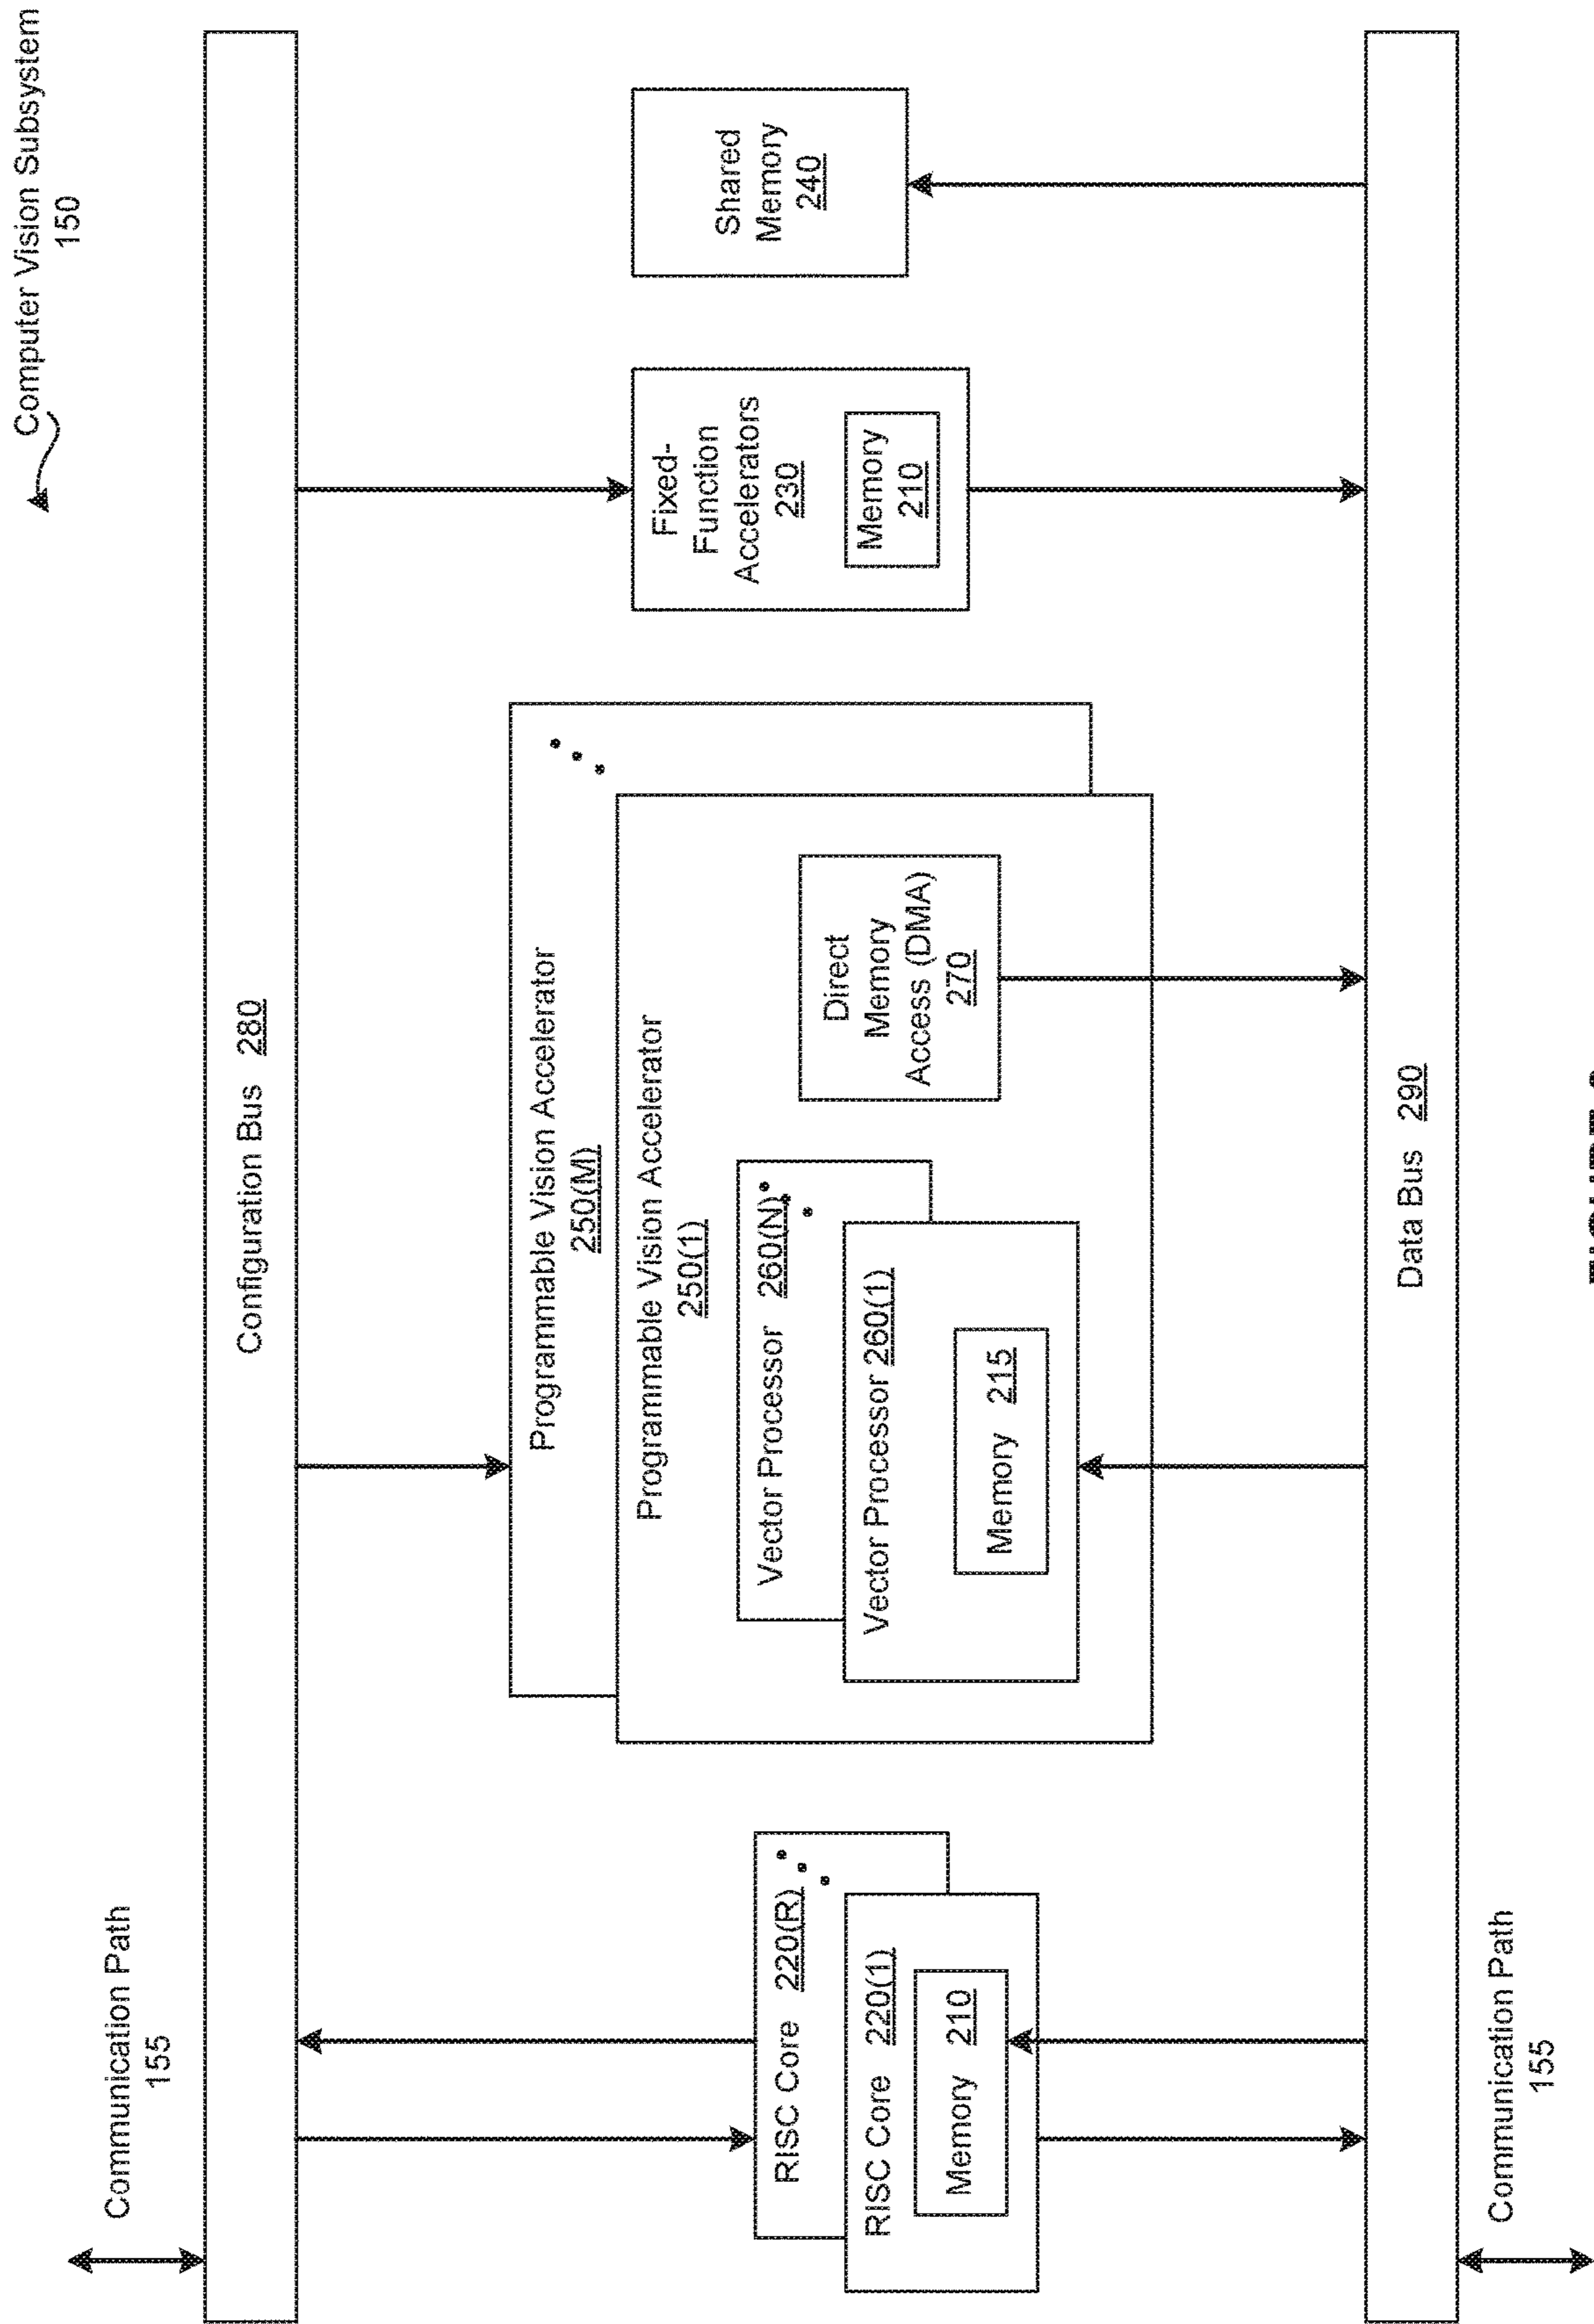 Computer Vision Subsystem
150
Communication Path
155
Configuration Bus 280
RISC Core 220(R)
RISC Core 220(1)
Memory 210
Programmable Vision Accelerator
250(M)
Programmable Vision Accelerator
250(1)
Vector Processor 260(N)
Vector Processor 260(1)
Memory 215
Direct
Memory
Access (DMA)
270
Fixed-
Function
Accelerators
230
Memory
210
Shared
Memory
240
Data Bus 290
Communication Path
155
FIGURE